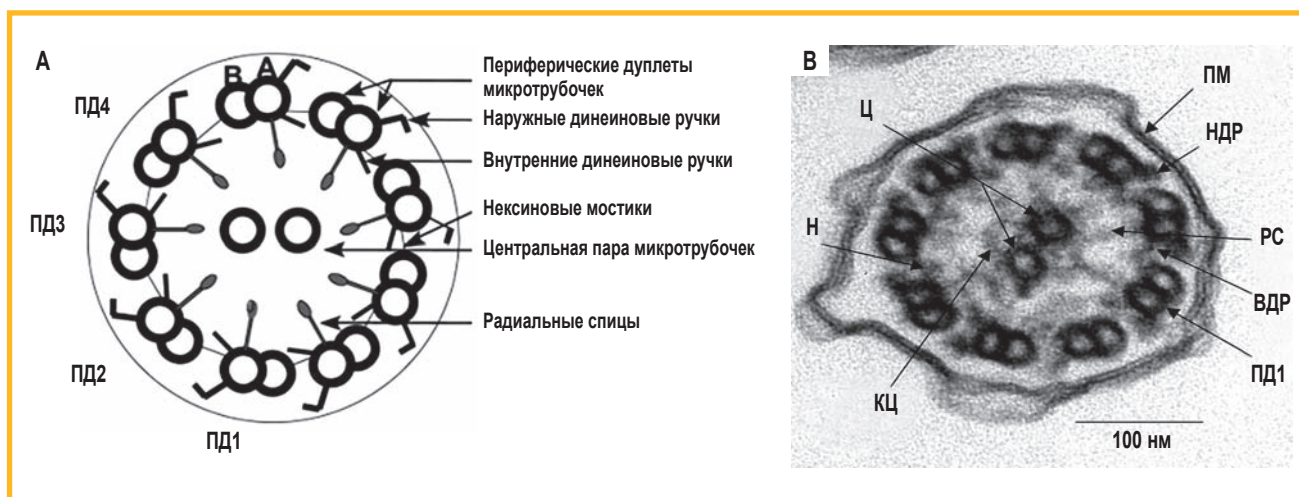 А
В А
ПД4
ПД3
ПД2
ПД1
Периферические дуплеты
микротрубочек
Наружные динеиновые ручки
Внутренние динеиновые ручки
Нексиновые мостики
Центральная пара микротрубочек
Радиальные спицы
В
Ц
ПМ
НДР
Н
РС
ВДР
ПД1
КЦ
100 нм